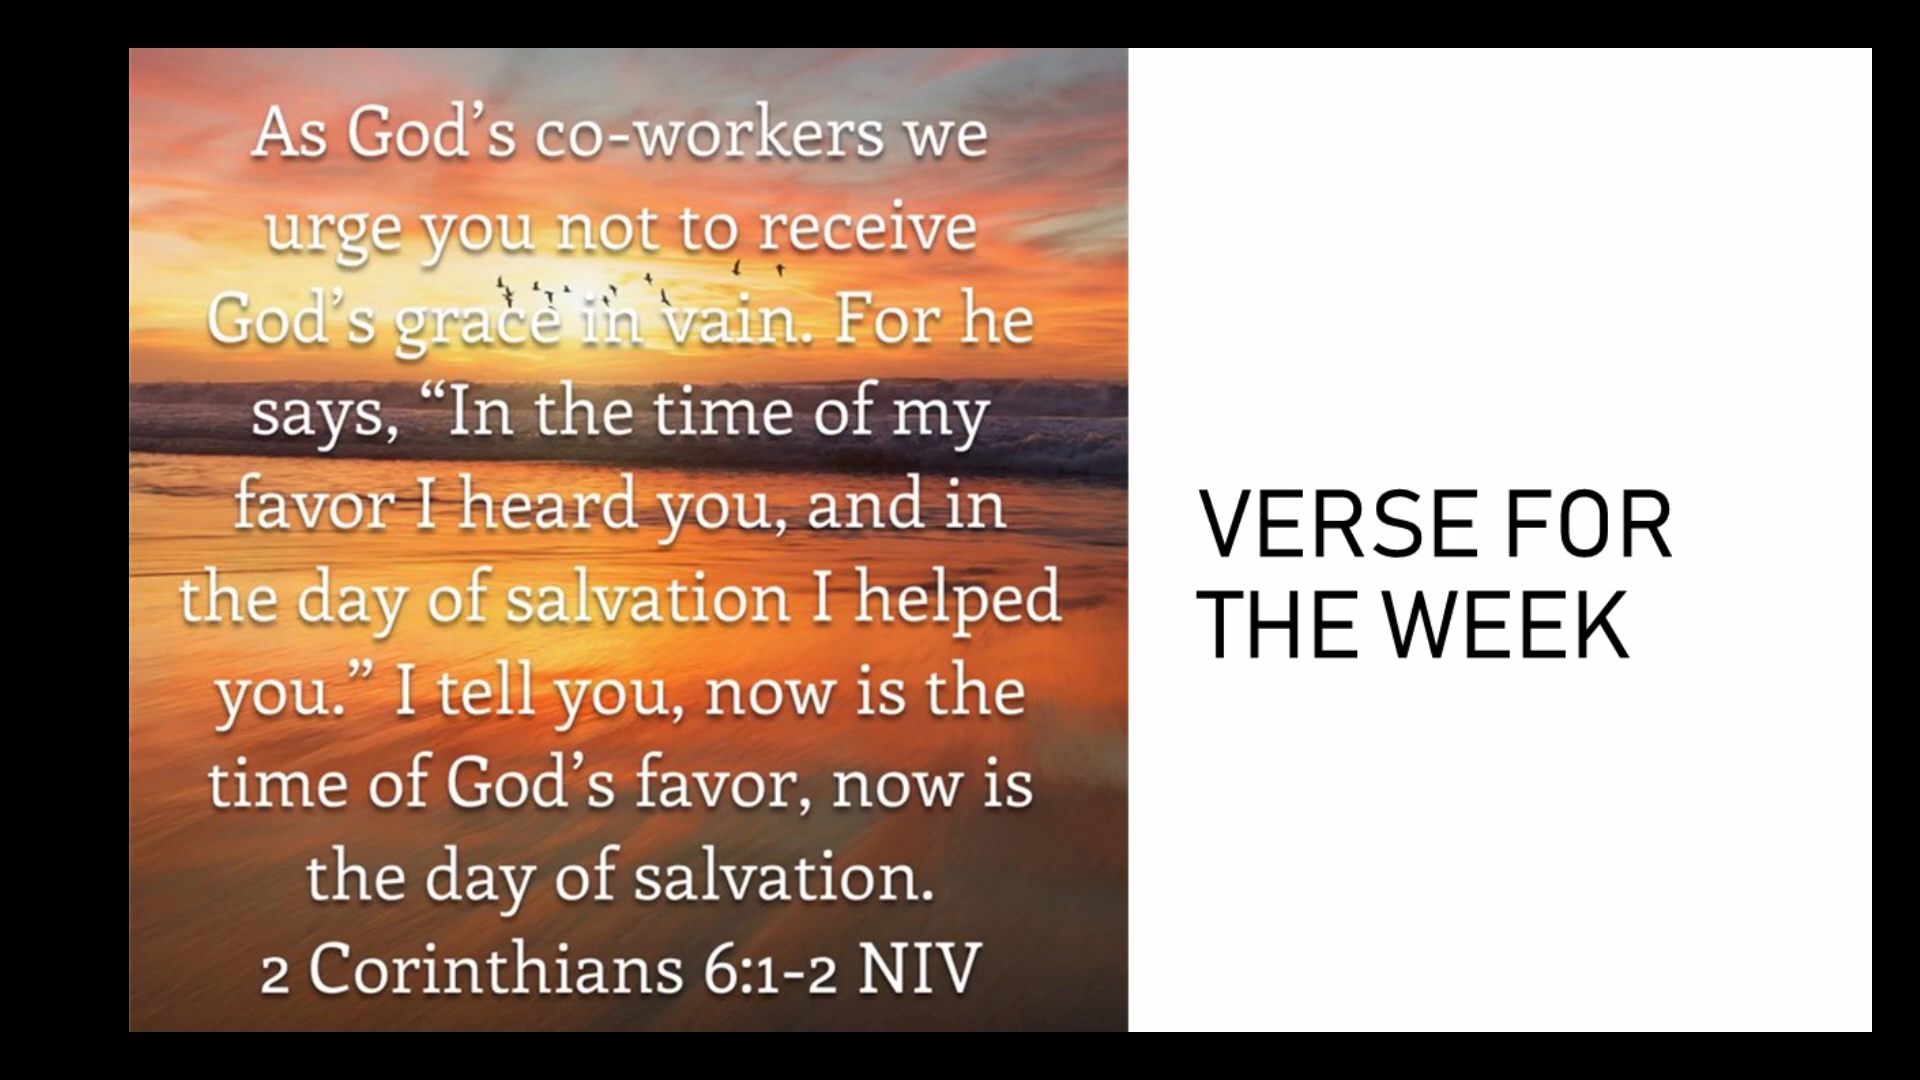 As God’s co-workers we
urge you not to receive
God’s grace in vain. For he
says, “In the time of my
favor I heard you, and in
the day of salvation I helped
you.” I tell you, now is the
time of God’s favor, now is
the day of salvation.
2 Corinthians 6:1-2 NIV
VERSE FOR
THE WEEK